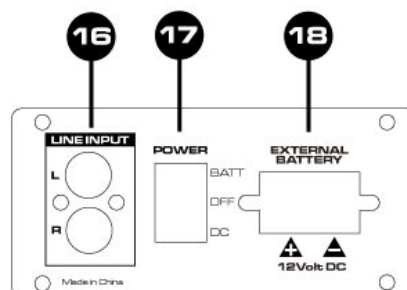 16 17 18
LINE INPUT
L
R
POWER
BATT
OFF
DC
EXTERNAL
BATTERY
+ -
12Volt DC
Made in China